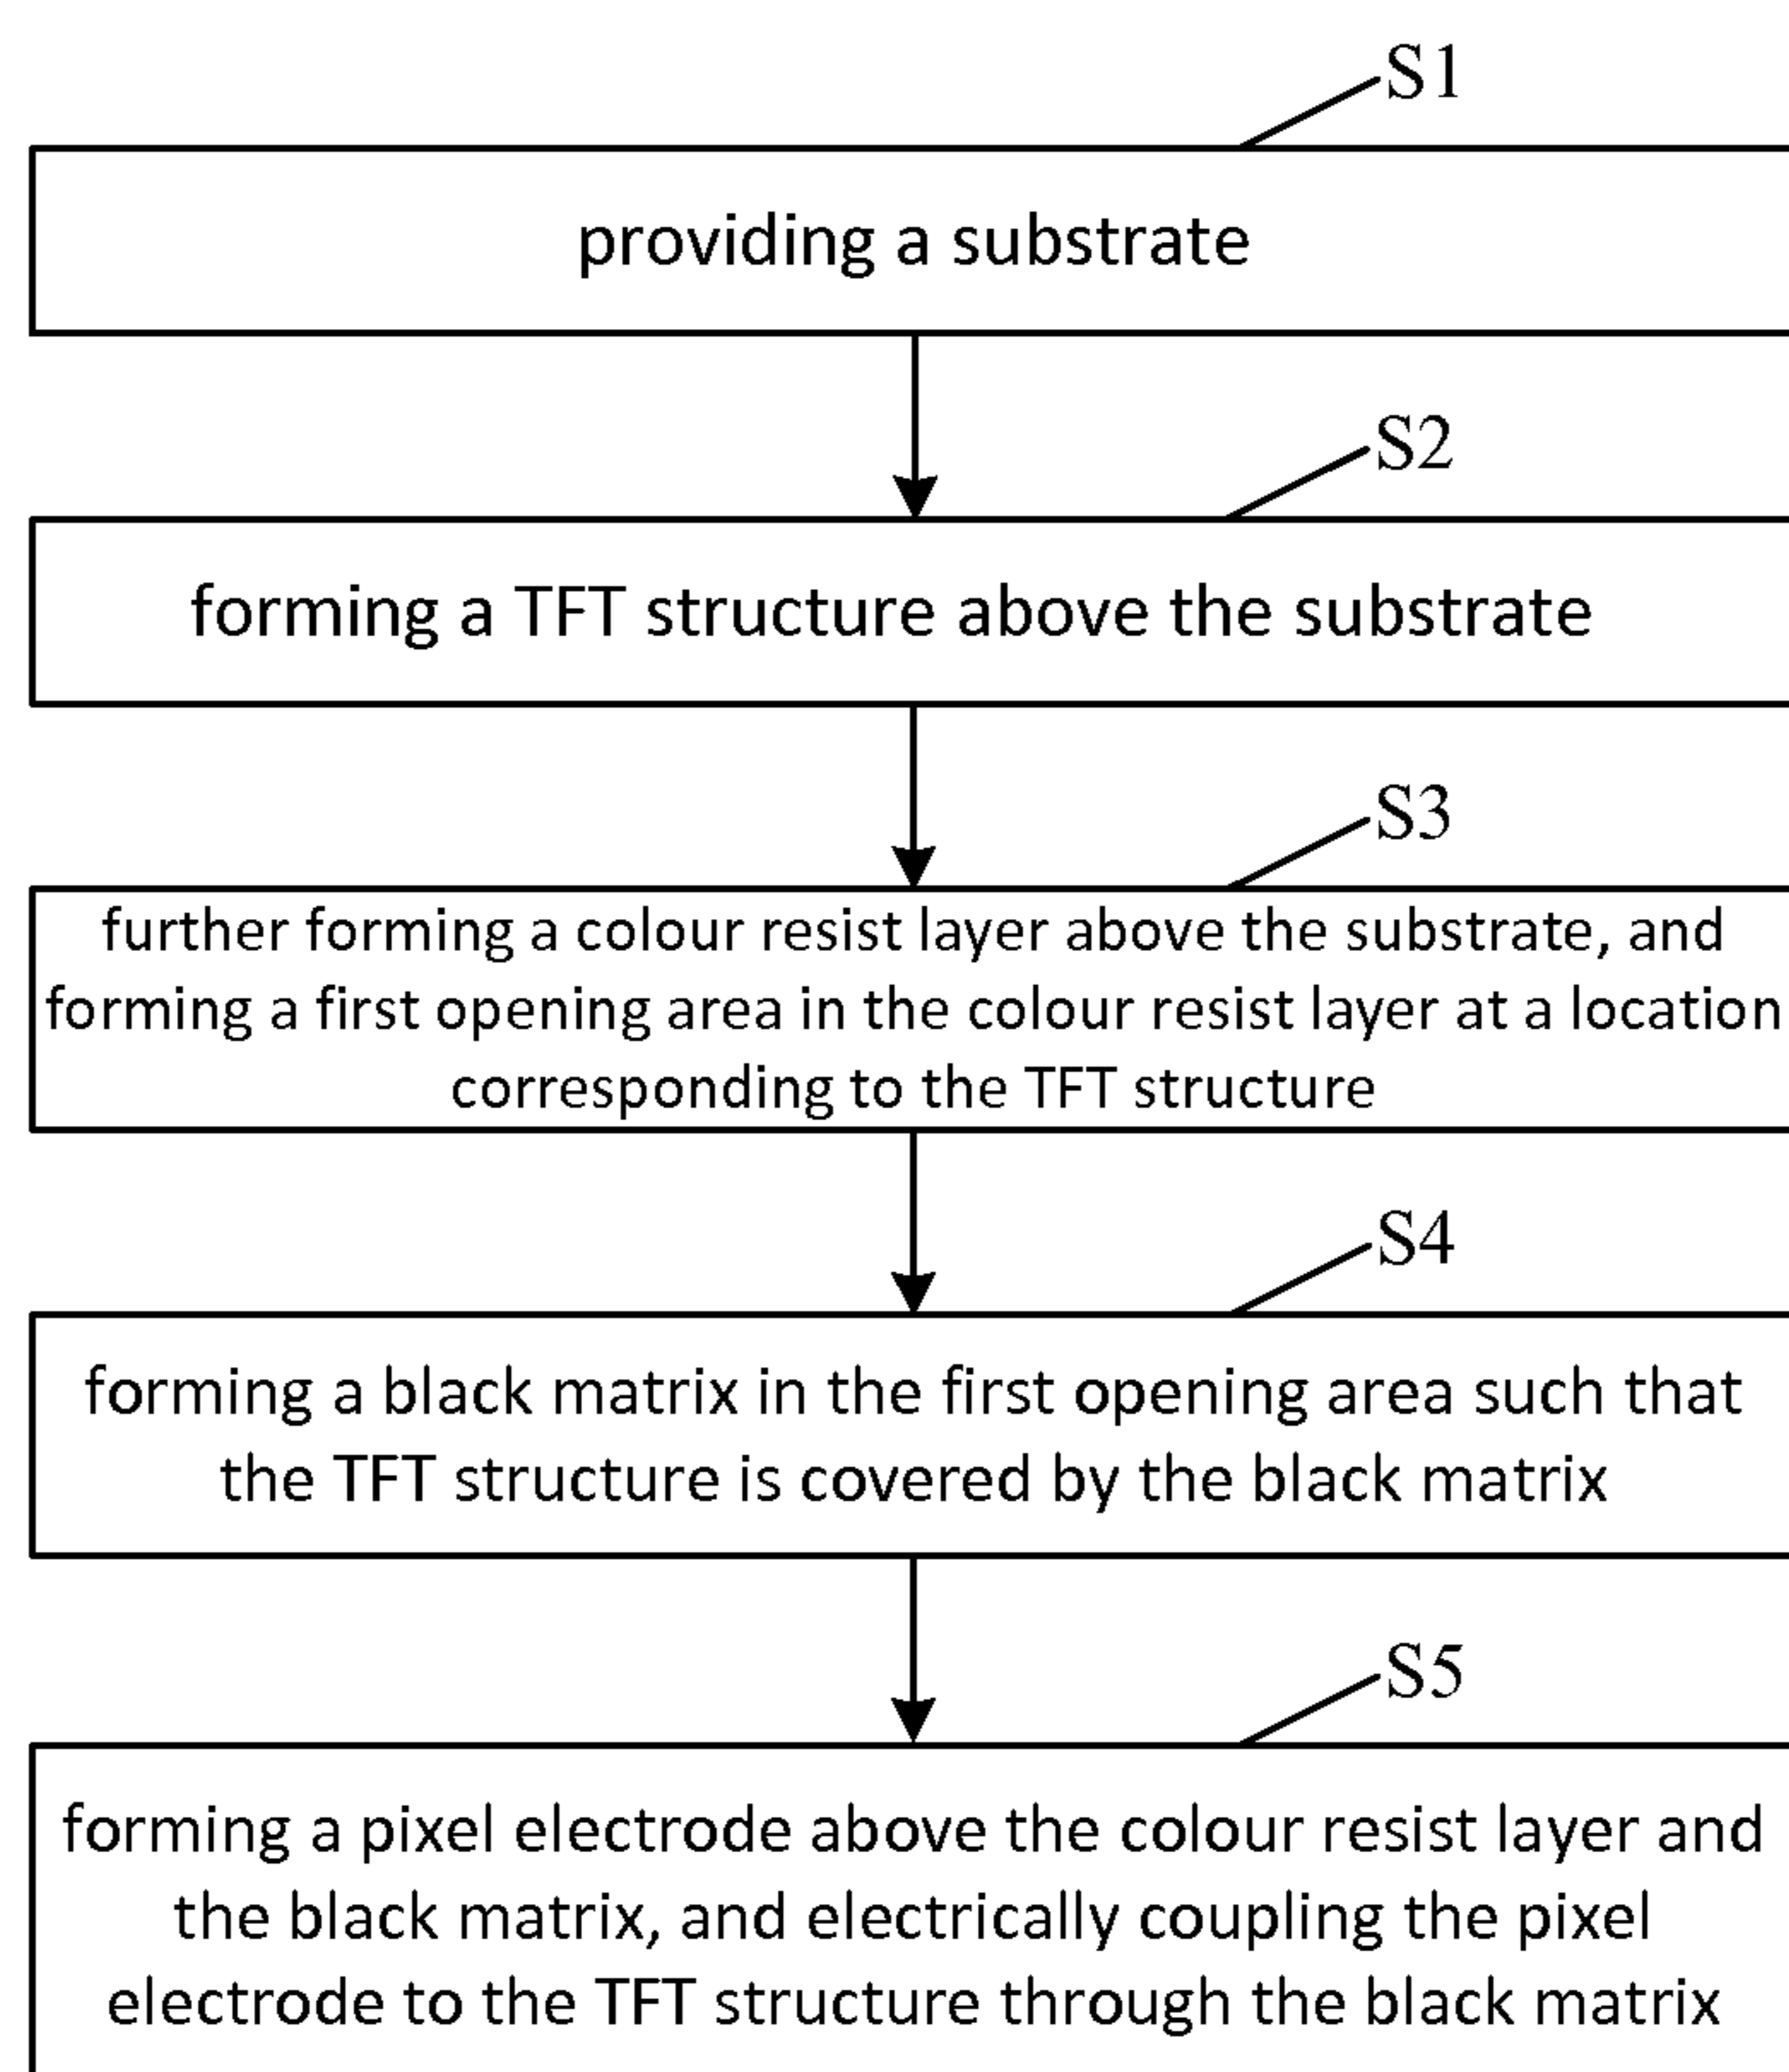 S1
providing a substrate
S2
forming a TFT structure above the substrate
S3
further forming a colour resist layer above the substrate, and
forming a first opening area in the colour resist layer at a location
corresponding to the TFT structure
S4
forming a black matrix in the first opening area such that
the TFT structure is covered by the black matrix
S5
forming a pixel electrode above the colour resist layer and
the black matrix, and electrically coupling the pixel
electrode to the TFT structure through the black matrix